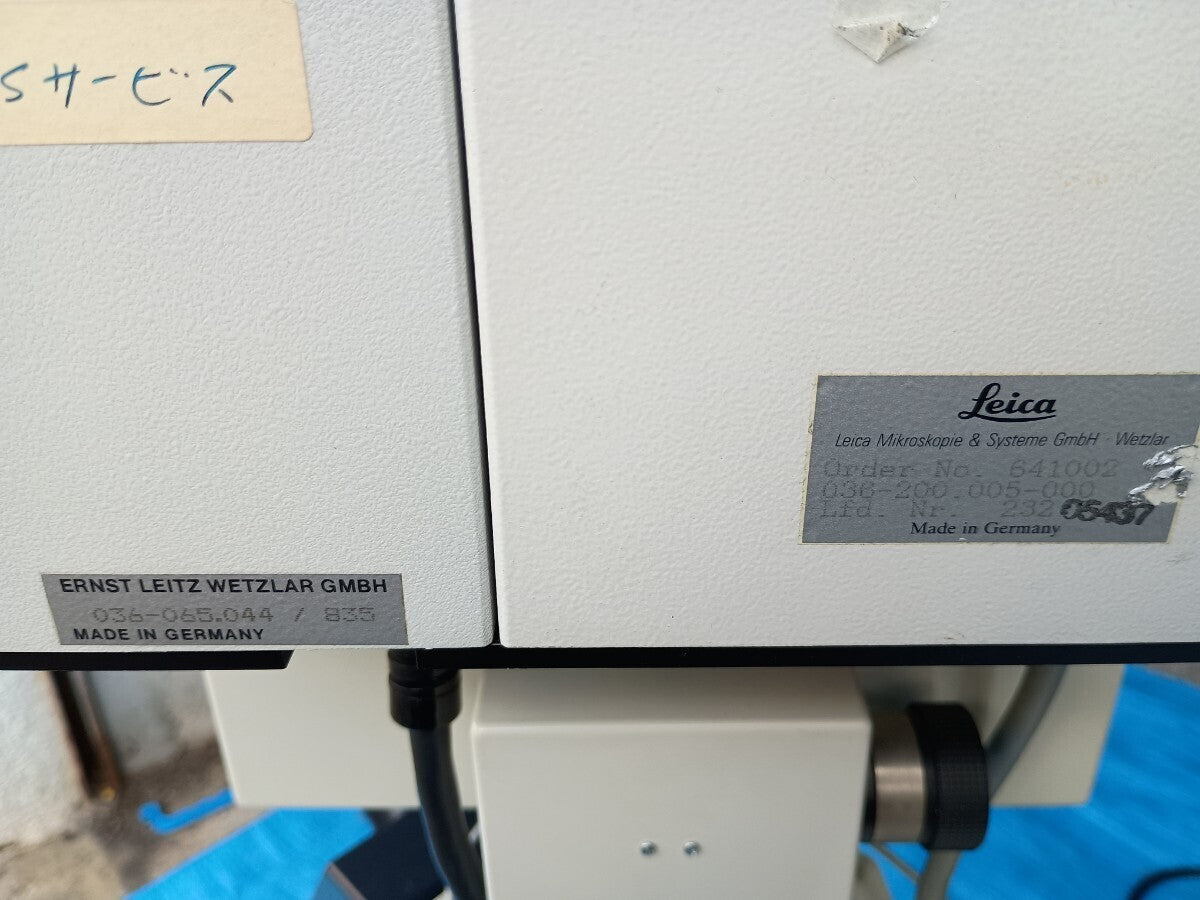 Sサービス
ERNST LEITZ WETZLAR GMBH
036-065.044 / 835
MADE IN GERMANY
Leica
Leica Mikroskopie & Systeme GmbH · Wetzlar
Order No. 641002
036-200.005-000
Lfd. Nr. 232 05437
Made in Germany